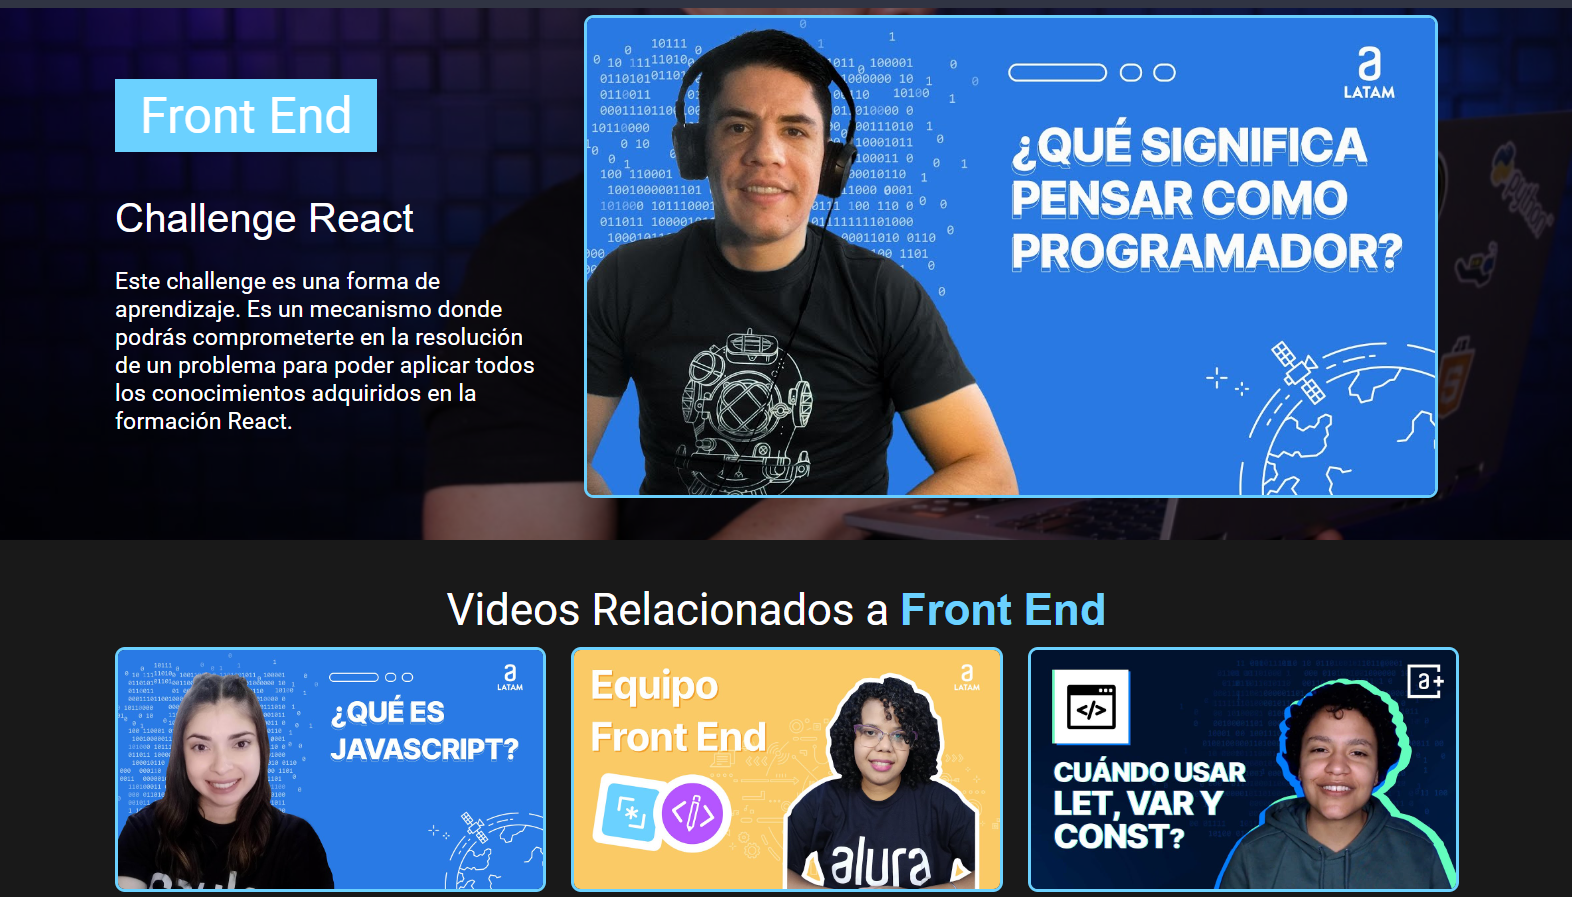 Front End
Challenge React
Este challenge es una forma de
aprendizaje. Es un mecanismo donde
podrás comprometerte en la resolución
de un problema para poder aplicar todos
los conocimientos adquiridos en la
formación React.
a
LATAM
¿QUÉ SIGNIFICA
PENSAR COMO
PROGRAMADOR?
python
Videos Relacionados a Front End
a
LATAM
¿QUÉ ES
JAVASCRIPT?
Equipo
Front End
a
LATAM
</>
alura
a+
</>
CUÁNDO USAR
LET, VAR Y
CONST?